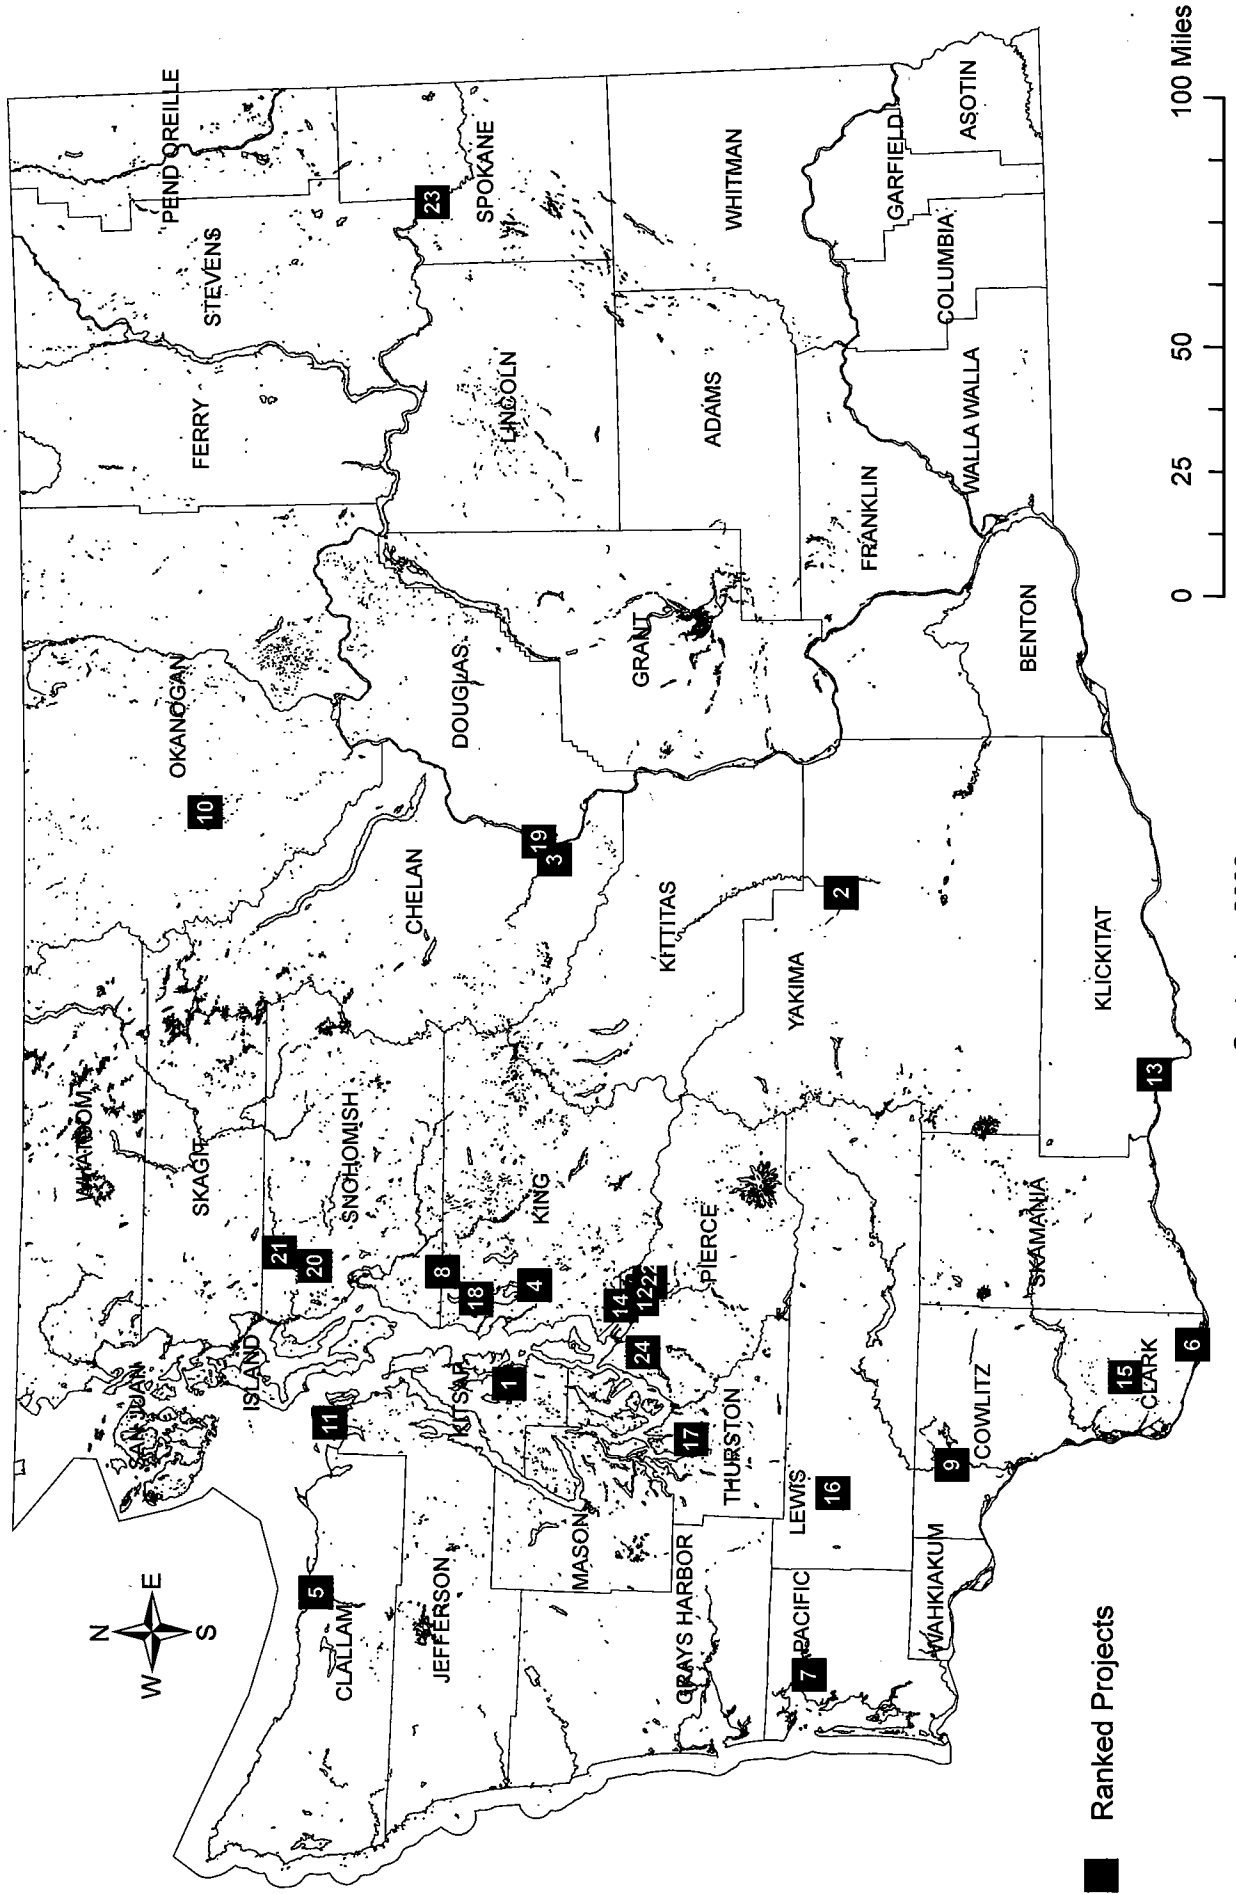 N
W
E
S
WHATCOM
OKANOGAN
FERRY
STEVENS
PEND OREILLE
SAN JUAN
SKAGIT
10
ISLAND
21
20
SNOHOMISH
11
5
CLALLAM
CHELAN
DOUGLAS
LINCOLN
23
SPOKANE
JEFFERSON
KITSAP
8
18
4
KING
1
19
3
MASON
24
14
12
22
KITTITAS
GRANT
ADAMS
WHITMAN
GRAYS HARBOR
17
THURSTON
PIERCE
2
YAKIMA
PACIFIC
7
LEWIS
16
FRANKLIN
GARFIELD
COLUMBIA
ASOTIN
WAHKIAKUM
9
COWLITZ
SKAMANIA
WALLA WALLA
BENTON
15
CLARK
6
13
KLICKITAT
Ranked Projects
0
25
50
100 Miles